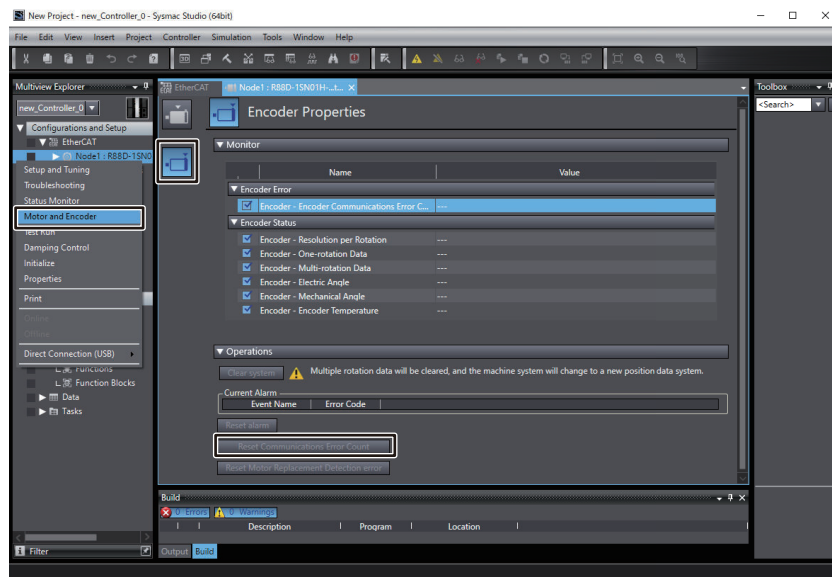 New Project - new_Controller_0 - Sysmac Studio (64bit)
File Edit View Insert Project Controller Simulation Tools Window Help
Multiview Explorer
new_Controller_0
Configurations and Setup
EtherCAT
Node1 : R88D-1SN0
Setup and Tuning
Troubleshooting
Status Monitor
Motor and Encoder
Test Run
Damping Control
Initialize
Properties
Print
Online
Offline
Direct Connection (USB)
Functions
Function Blocks
Data
Tasks
Filter
EtherCAT
Node1 : R88D-1SN01H-...t...
Encoder Properties
Monitor
Name Value
Encoder Error
Encoder - Encoder Communications Error C... ---
Encoder Status
Encoder - Resolution per Rotation ---
Encoder - One-rotation Data ---
Encoder - Multi-rotation Data ---
Encoder - Electric Angle ---
Encoder - Mechanical Angle ---
Encoder - Encoder Temperature ---
Operations
Clear system Multiple rotation data will be cleared, and the machine system will change to a new position data system.
Current Alarm
Event Name Error Code
Reset alarm
Reset Communications Error Count
Reset Motor Replacement Detection error
Build
0 Errors 0 Warnings
! Description | Program | Location |
Output Build
Toolbox
<Search>